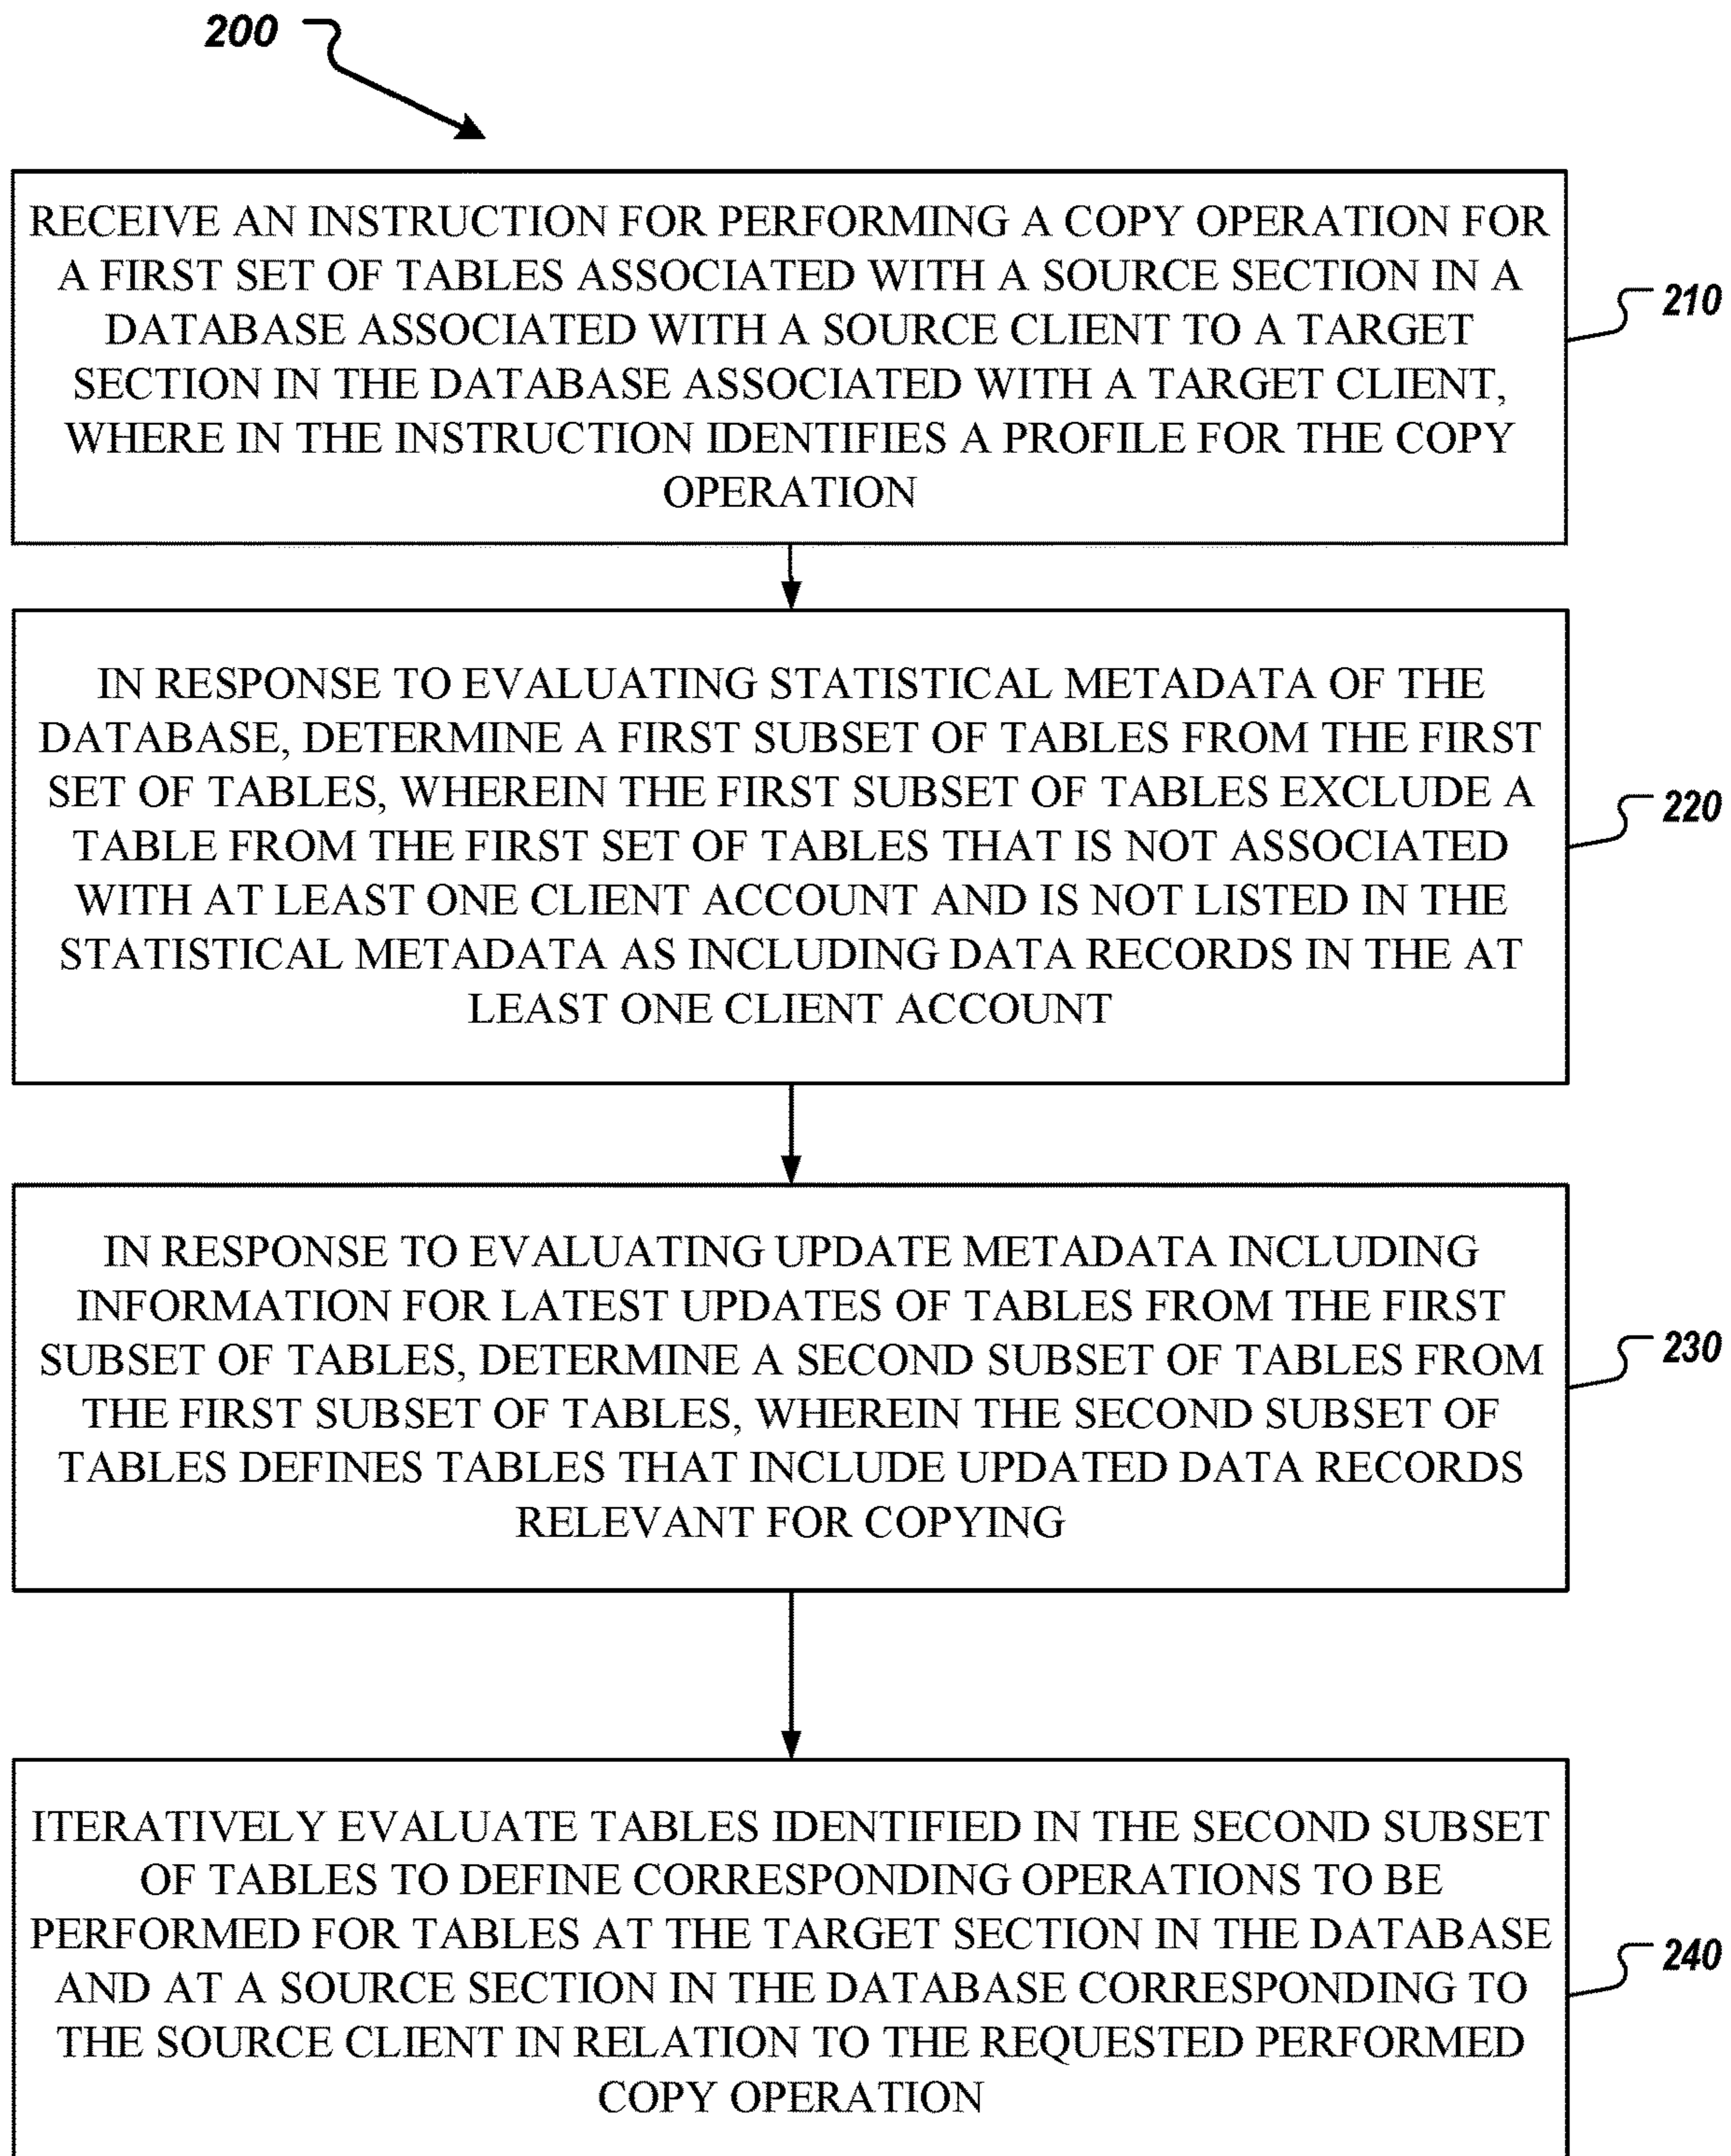 200
RECEIVE AN INSTRUCTION FOR PERFORMING A COPY OPERATION FOR
A FIRST SET OF TABLES ASSOCIATED WITH A SOURCE SECTION IN A
DATABASE ASSOCIATED WITH A SOURCE CLIENT TO A TARGET
SECTION IN THE DATABASE ASSOCIATED WITH A TARGET CLIENT,
WHERE IN THE INSTRUCTION IDENTIFIES A PROFILE FOR THE COPY
OPERATION
210
IN RESPONSE TO EVALUATING STATISTICAL METADATA OF THE
DATABASE, DETERMINE A FIRST SUBSET OF TABLES FROM THE FIRST
SET OF TABLES, WHEREIN THE FIRST SUBSET OF TABLES EXCLUDE A
TABLE FROM THE FIRST SET OF TABLES THAT IS NOT ASSOCIATED
WITH AT LEAST ONE CLIENT ACCOUNT AND IS NOT LISTED IN THE
STATISTICAL METADATA AS INCLUDING DATA RECORDS IN THE AT
LEAST ONE CLIENT ACCOUNT
220
IN RESPONSE TO EVALUATING UPDATE METADATA INCLUDING
INFORMATION FOR LATEST UPDATES OF TABLES FROM THE FIRST
SUBSET OF TABLES, DETERMINE A SECOND SUBSET OF TABLES FROM
THE FIRST SUBSET OF TABLES, WHEREIN THE SECOND SUBSET OF
TABLES DEFINES TABLES THAT INCLUDE UPDATED DATA RECORDS
RELEVANT FOR COPYING
230
ITERATIVELY EVALUATE TABLES IDENTIFIED IN THE SECOND SUBSET
OF TABLES TO DEFINE CORRESPONDING OPERATIONS TO BE
PERFORMED FOR TABLES AT THE TARGET SECTION IN THE DATABASE
AND AT A SOURCE SECTION IN THE DATABASE CORRESPONDING TO
THE SOURCE CLIENT IN RELATION TO THE REQUESTED PERFORMED
COPY OPERATION
240